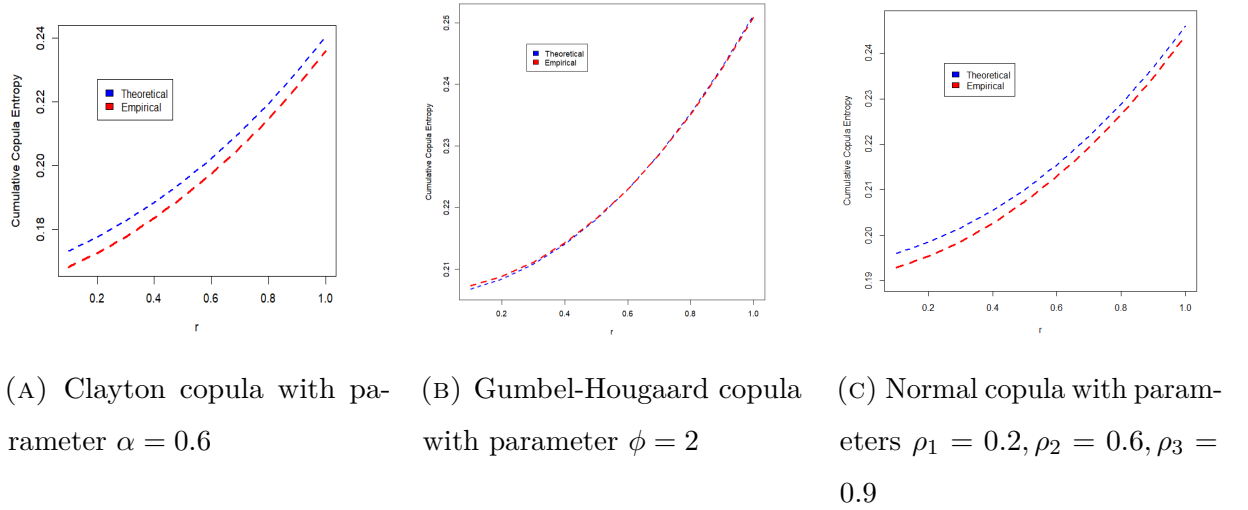 0.24
0.22
0.20
0.18
Cumulative Copula Entropy
Theoretical
Empirical
0.2 0.4 0.6 0.8 1.0
r
0.25
0.24
0.23
0.22
0.21
Cumulative Copula Entropy
Theoretical
Empirical
0.2 0.4 0.6 0.8 1.0
r
0.24
0.23
0.22
0.21
0.20
0.19
Cumulative Copula Entropy
Theoretical
Empirical
0.2 0.4 0.6 0.8 1.0
r
(A) Clayton copula with pa-
rameter α = 0.6
(B) Gumbel-Hougaard copula
with parameter ϕ = 2
(C) Normal copula with param-
eters ρ₁ = 0.2, ρ₂ = 0.6, ρ₃ =
0.9